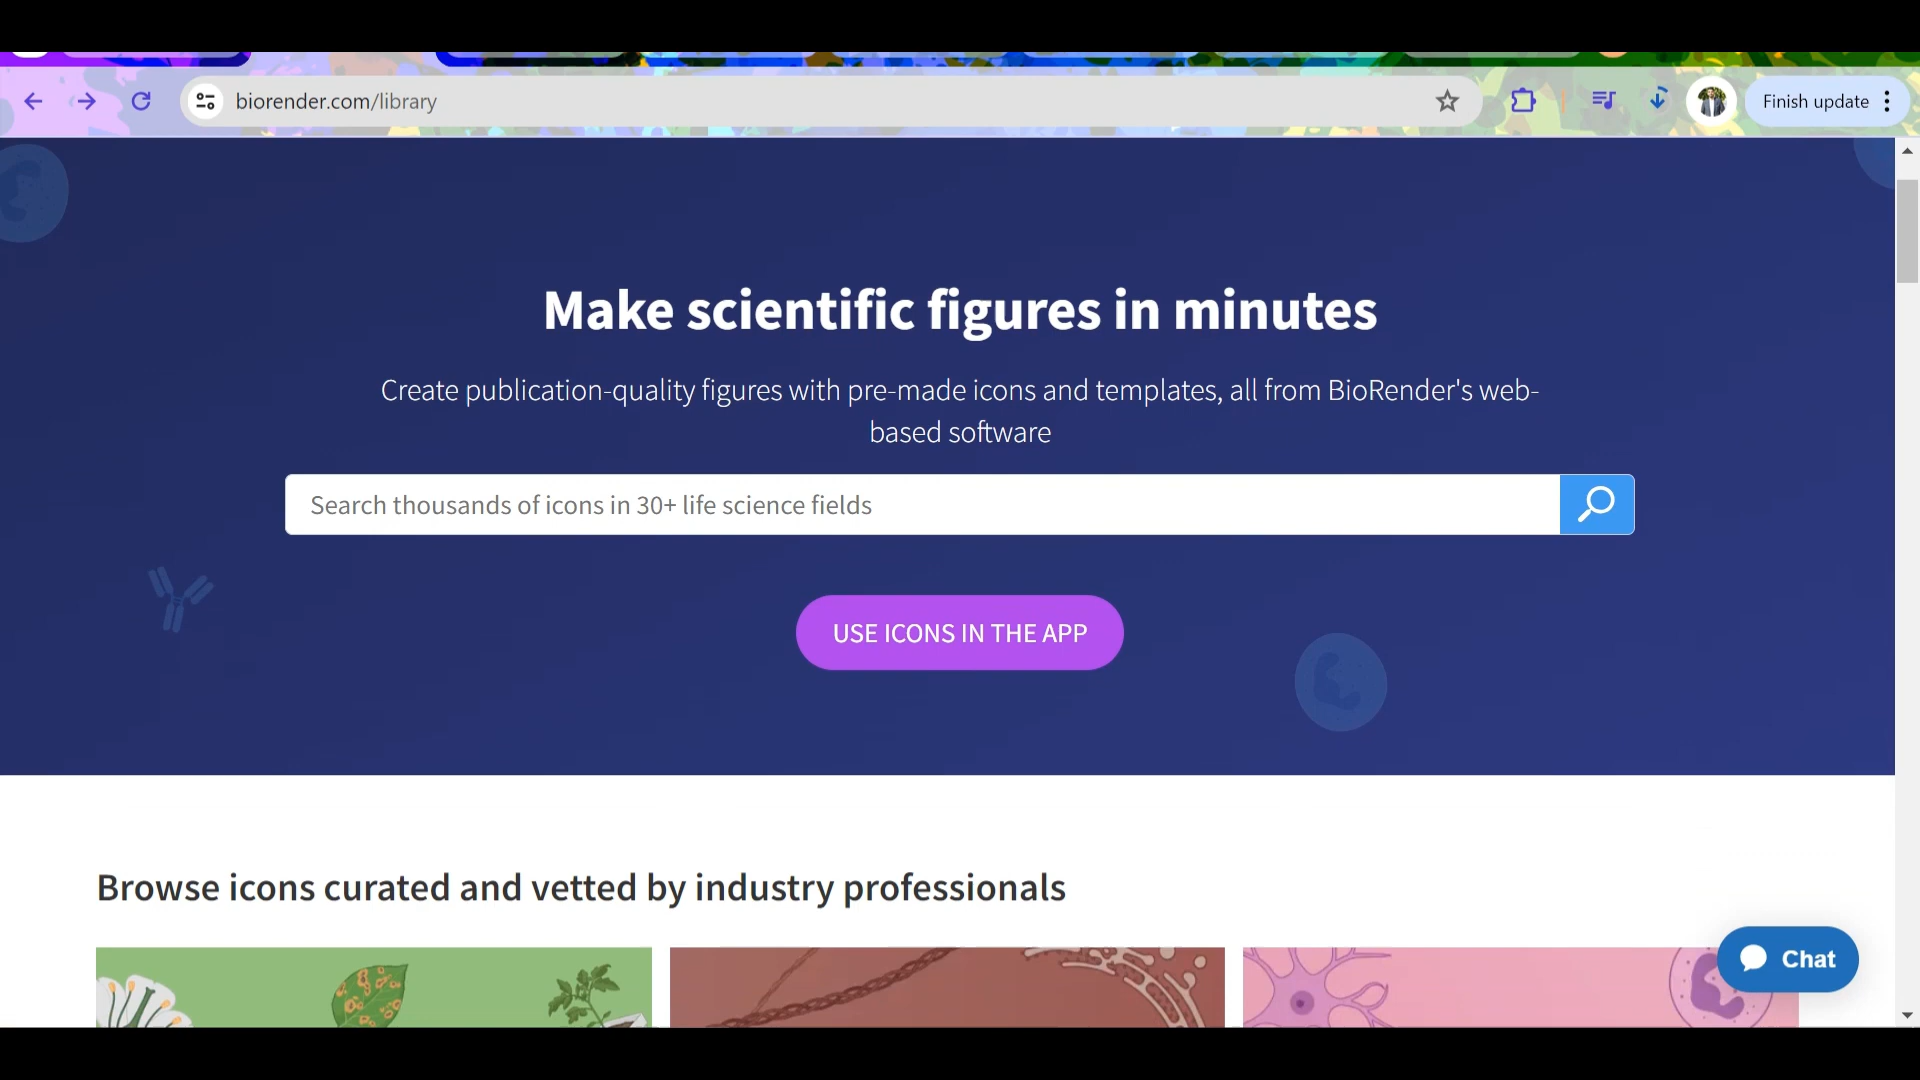 biorender.com/library
Finish update
Make scientific figures in minutes
Create publication-quality figures with pre-made icons and templates, all from BioRender's web-
based software
Search thousands of icons in 30+ life science fields
USE ICONS IN THE APP
Browse icons curated and vetted by industry professionals
Chat